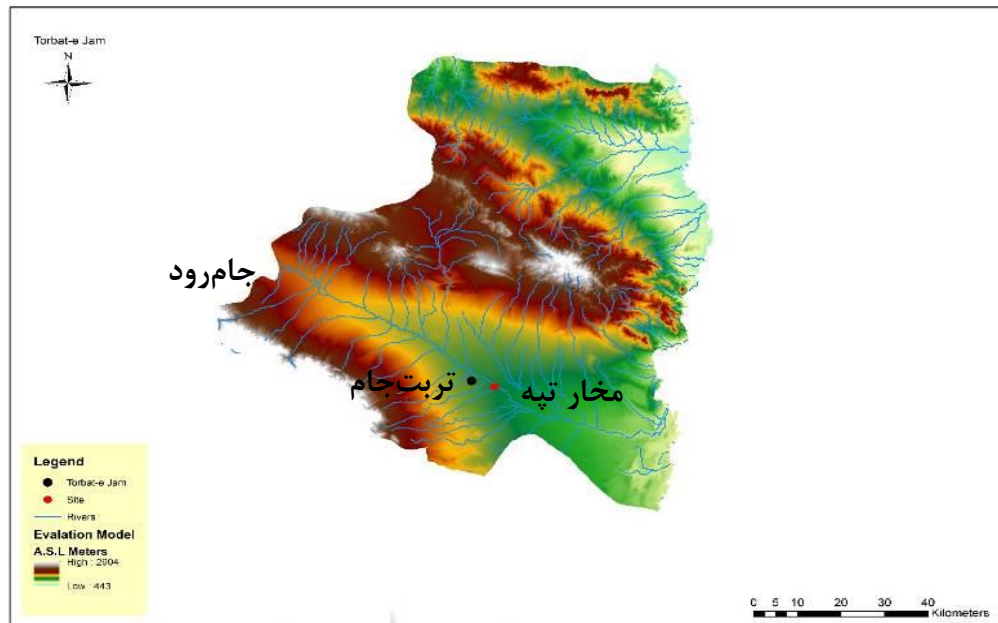 Torbat-e Jam
N
جام‌رود
تربت‌جام
مخار تپه
Legend
Torbat-e Jam
Site
Rivers
Evalation Model
A.S.L Meters
High : 2904
Low : 443
0 5 10 20 30 40
Kilometers